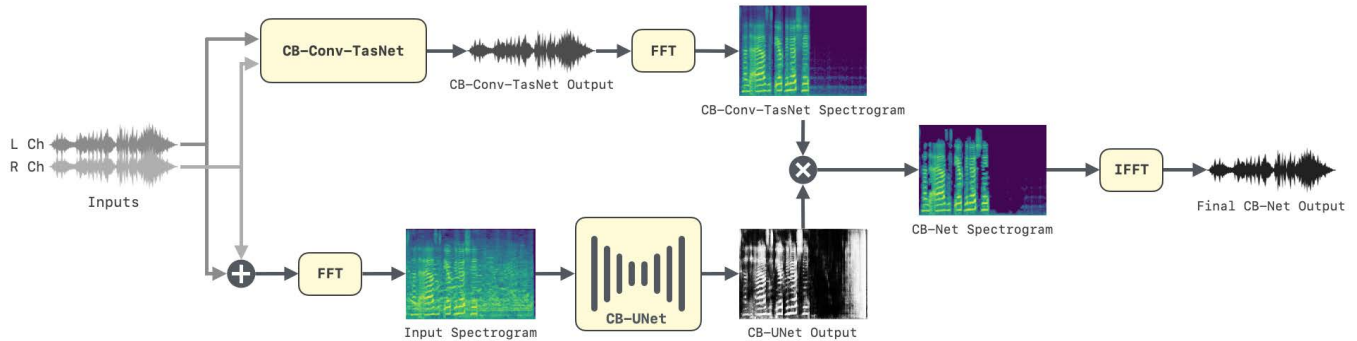 CB-Conv-TasNet
CB-Conv-TasNet Output
FFT
CB-Conv-TasNet Spectrogram
L Ch
R Ch
Inputs
FFT
Input Spectrogram
CB-UNet
CB-UNet Output
CB-Net Spectrogram
IFFT
Final CB-Net Output